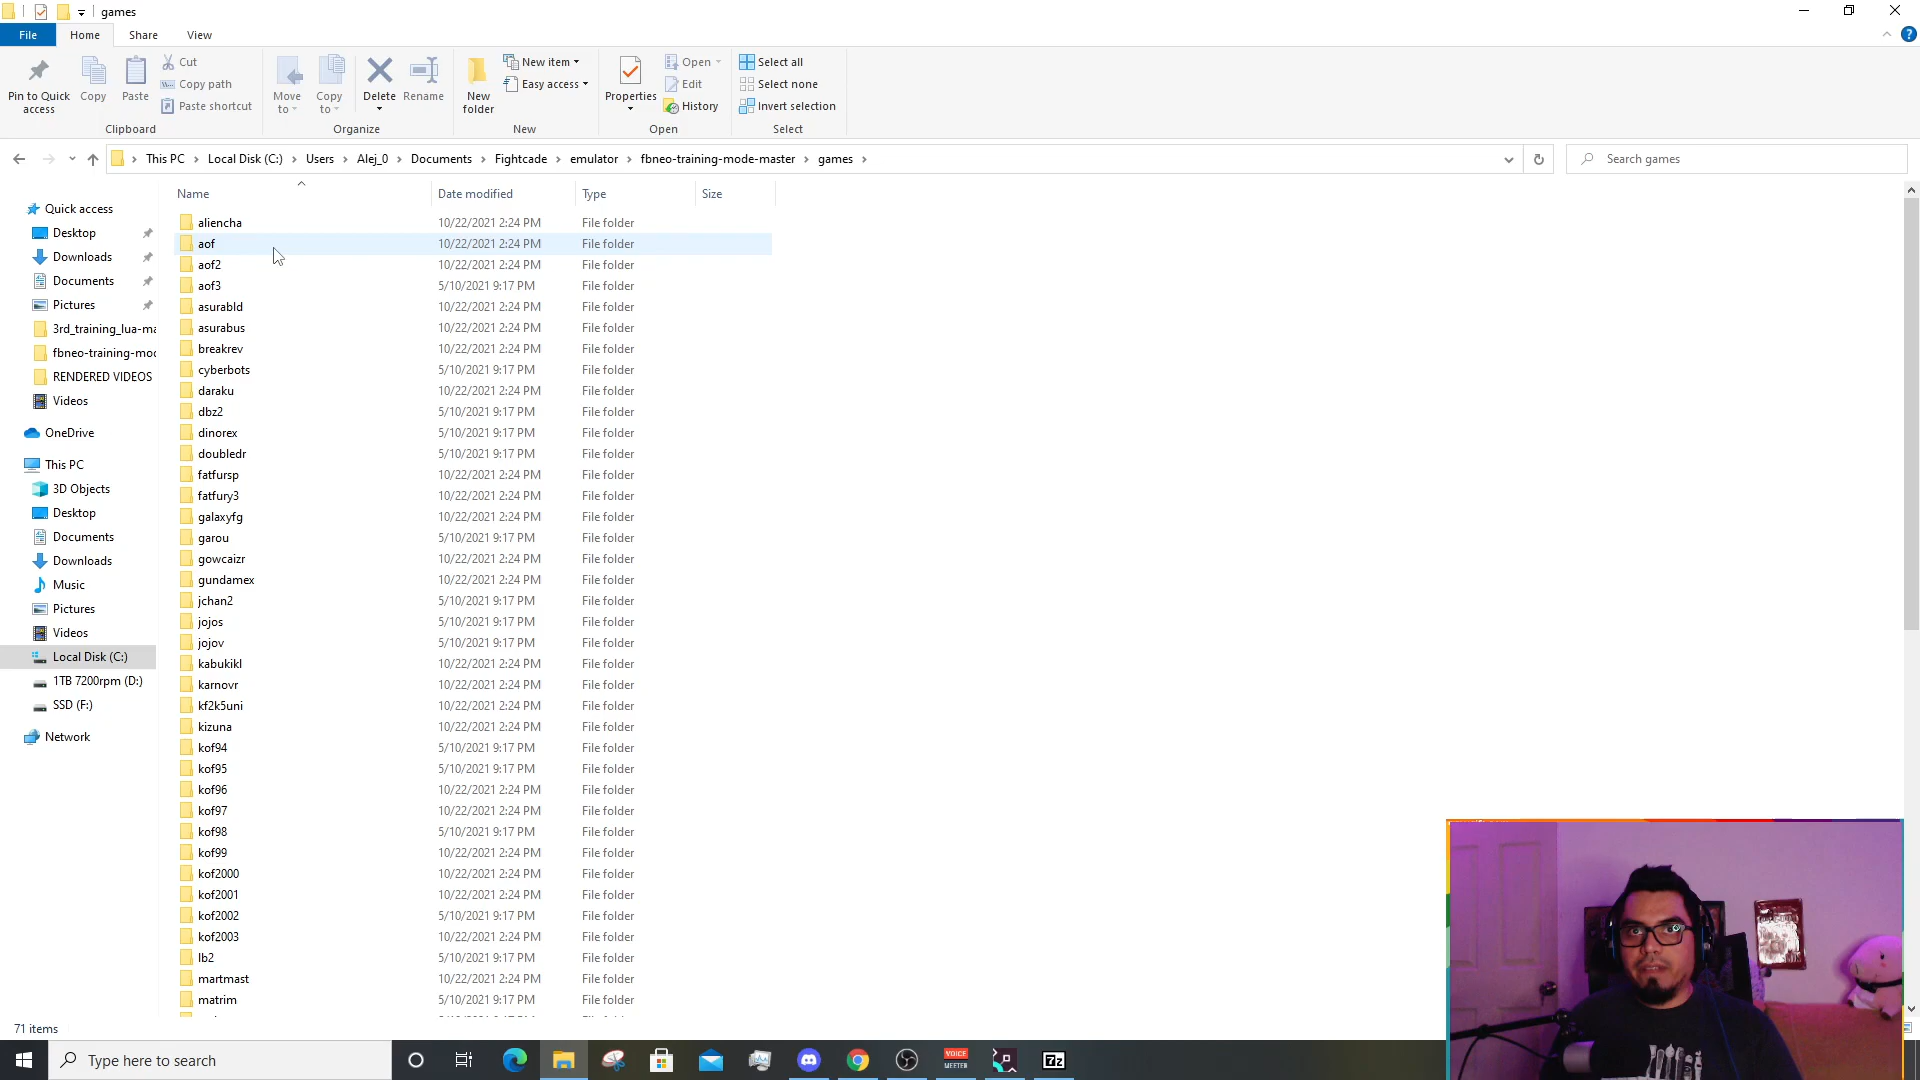 games
File
Home
Share
View
Pin to Quick access
Copy
Paste
Cut
Copy path
Paste shortcut
Clipboard
Move to
Copy to
Delete
Rename
Organize
New folder
New item
Easy access
New
Properties
Open
Edit
History
Open
Select all
Select none
Invert selection
Select
This PC > Local Disk (C:) > Users > Alej_0 > Documents > Fightcade > emulator > fbneo-training-mode-master > games >
Search games
Quick access
Desktop
Downloads
Documents
Pictures
3rd_training_lua-ma
fbneo-training-mod
RENDERED VIDEOS
Videos
OneDrive
This PC
3D Objects
Desktop
Documents
Downloads
Music
Pictures
Videos
Local Disk (C:)
1TB 7200rpm (D:)
SSD (F:)
Network
Name Date modified Type Size
aliencha 10/22/2021 2:24 PM File folder
aof 10/22/2021 2:24 PM File folder
aof2 10/22/2021 2:24 PM File folder
aof3 5/10/2021 9:17 PM File folder
asurabld 10/22/2021 2:24 PM File folder
asurabus 10/22/2021 2:24 PM File folder
breakrev 10/22/2021 2:24 PM File folder
cyberbots 5/10/2021 9:17 PM File folder
daraku 10/22/2021 2:24 PM File folder
dbz2 5/10/2021 9:17 PM File folder
dinorex 5/10/2021 9:17 PM File folder
doubledr 5/10/2021 9:17 PM File folder
fatfursp 10/22/2021 2:24 PM File folder
fatfury3 10/22/2021 2:24 PM File folder
galaxyfg 10/22/2021 2:24 PM File folder
garou 5/10/2021 9:17 PM File folder
gowcaizr 10/22/2021 2:24 PM File folder
gundamex 10/22/2021 2:24 PM File folder
jchan2 5/10/2021 9:17 PM File folder
jojos 5/10/2021 9:17 PM File folder
jojov 5/10/2021 9:17 PM File folder
kabukikl 10/22/2021 2:24 PM File folder
karnovr 10/22/2021 2:24 PM File folder
kf2k5uni 10/22/2021 2:24 PM File folder
kizuna 10/22/2021 2:24 PM File folder
kof94 5/10/2021 9:17 PM File folder
kof95 5/10/2021 9:17 PM File folder
kof96 10/22/2021 2:24 PM File folder
kof97 10/22/2021 2:24 PM File folder
kof98 5/10/2021 9:17 PM File folder
kof99 10/22/2021 2:24 PM File folder
kof2000 10/22/2021 2:24 PM File folder
kof2001 10/22/2021 2:24 PM File folder
kof2002 5/10/2021 9:17 PM File folder
kof2003 10/22/2021 2:24 PM File folder
lb2 5/10/2021 9:17 PM File folder
martmast 10/22/2021 2:24 PM File folder
matrim 5/10/2021 9:17 PM File folder
71 items
Type here to search
VOICE
MEETER
7z